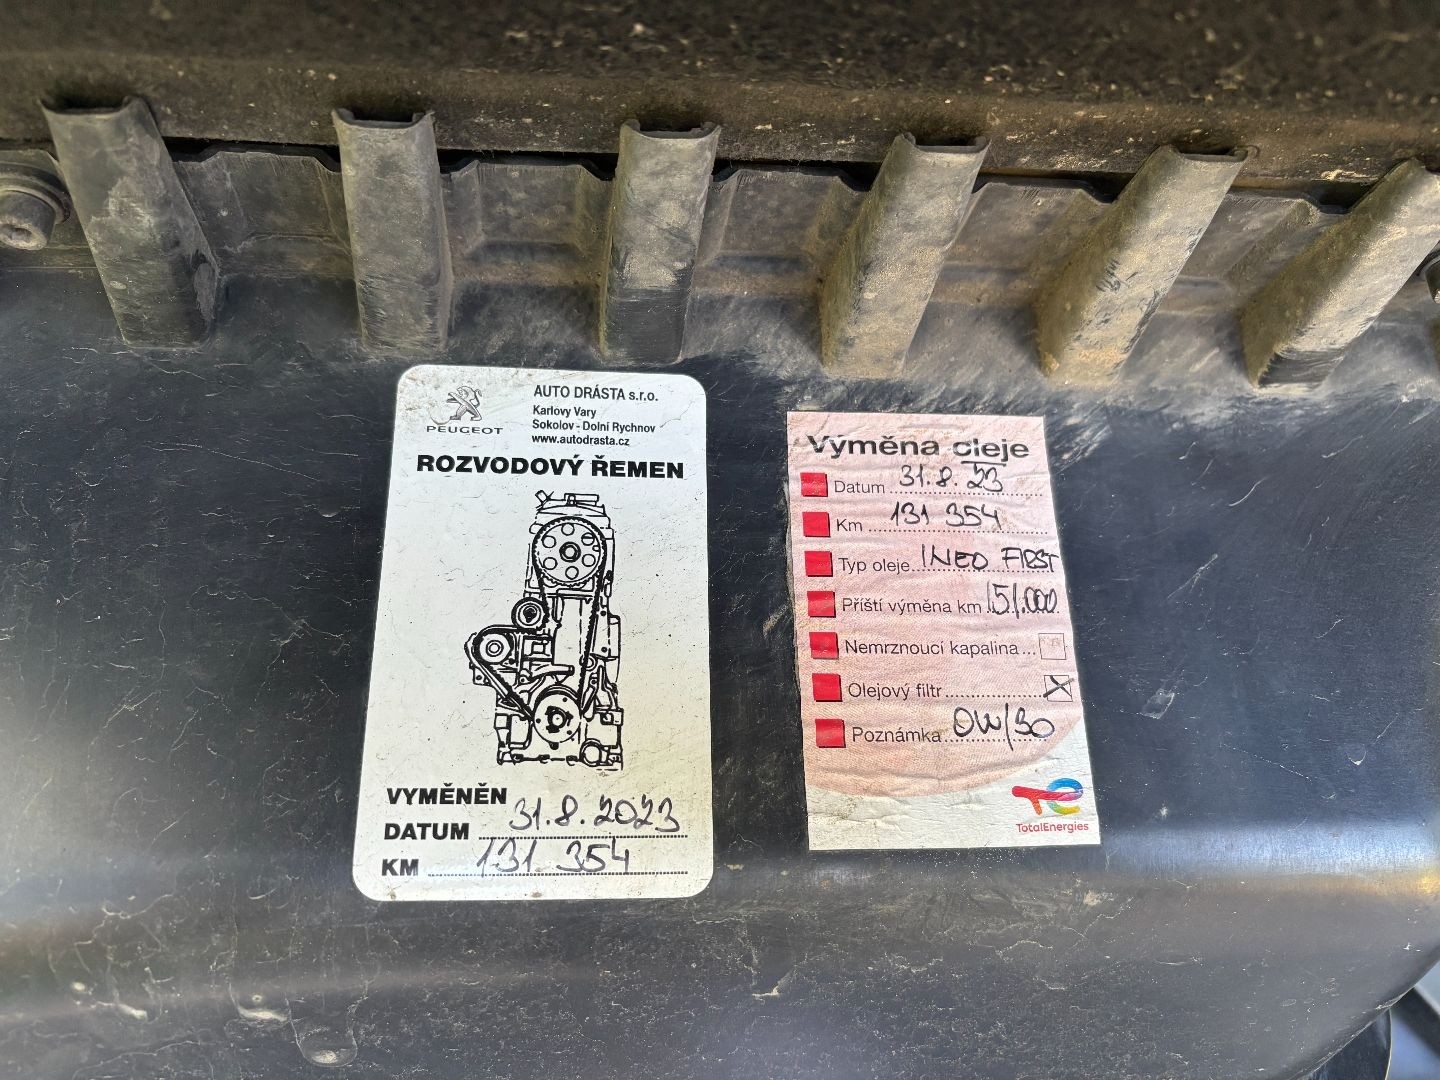 PEUGEOT
AUTO DRÁSTA s.r.o.
Karlovy Vary
Sokolov - Dolní Rychnov
www.autodrasta.cz
ROZVODOVÝ ŘEMEN
VYMĚNĚN
DATUM 31.8.2023
KM 131 354
Výměna oleje
Datum 31.8.23
Km 131 354
Typ oleje INEO FIRST
Příští výměna km 151.000
Nemrznoucí kapalina
Olejový filtr X
Poznámka 0W/30
TotalEnergies